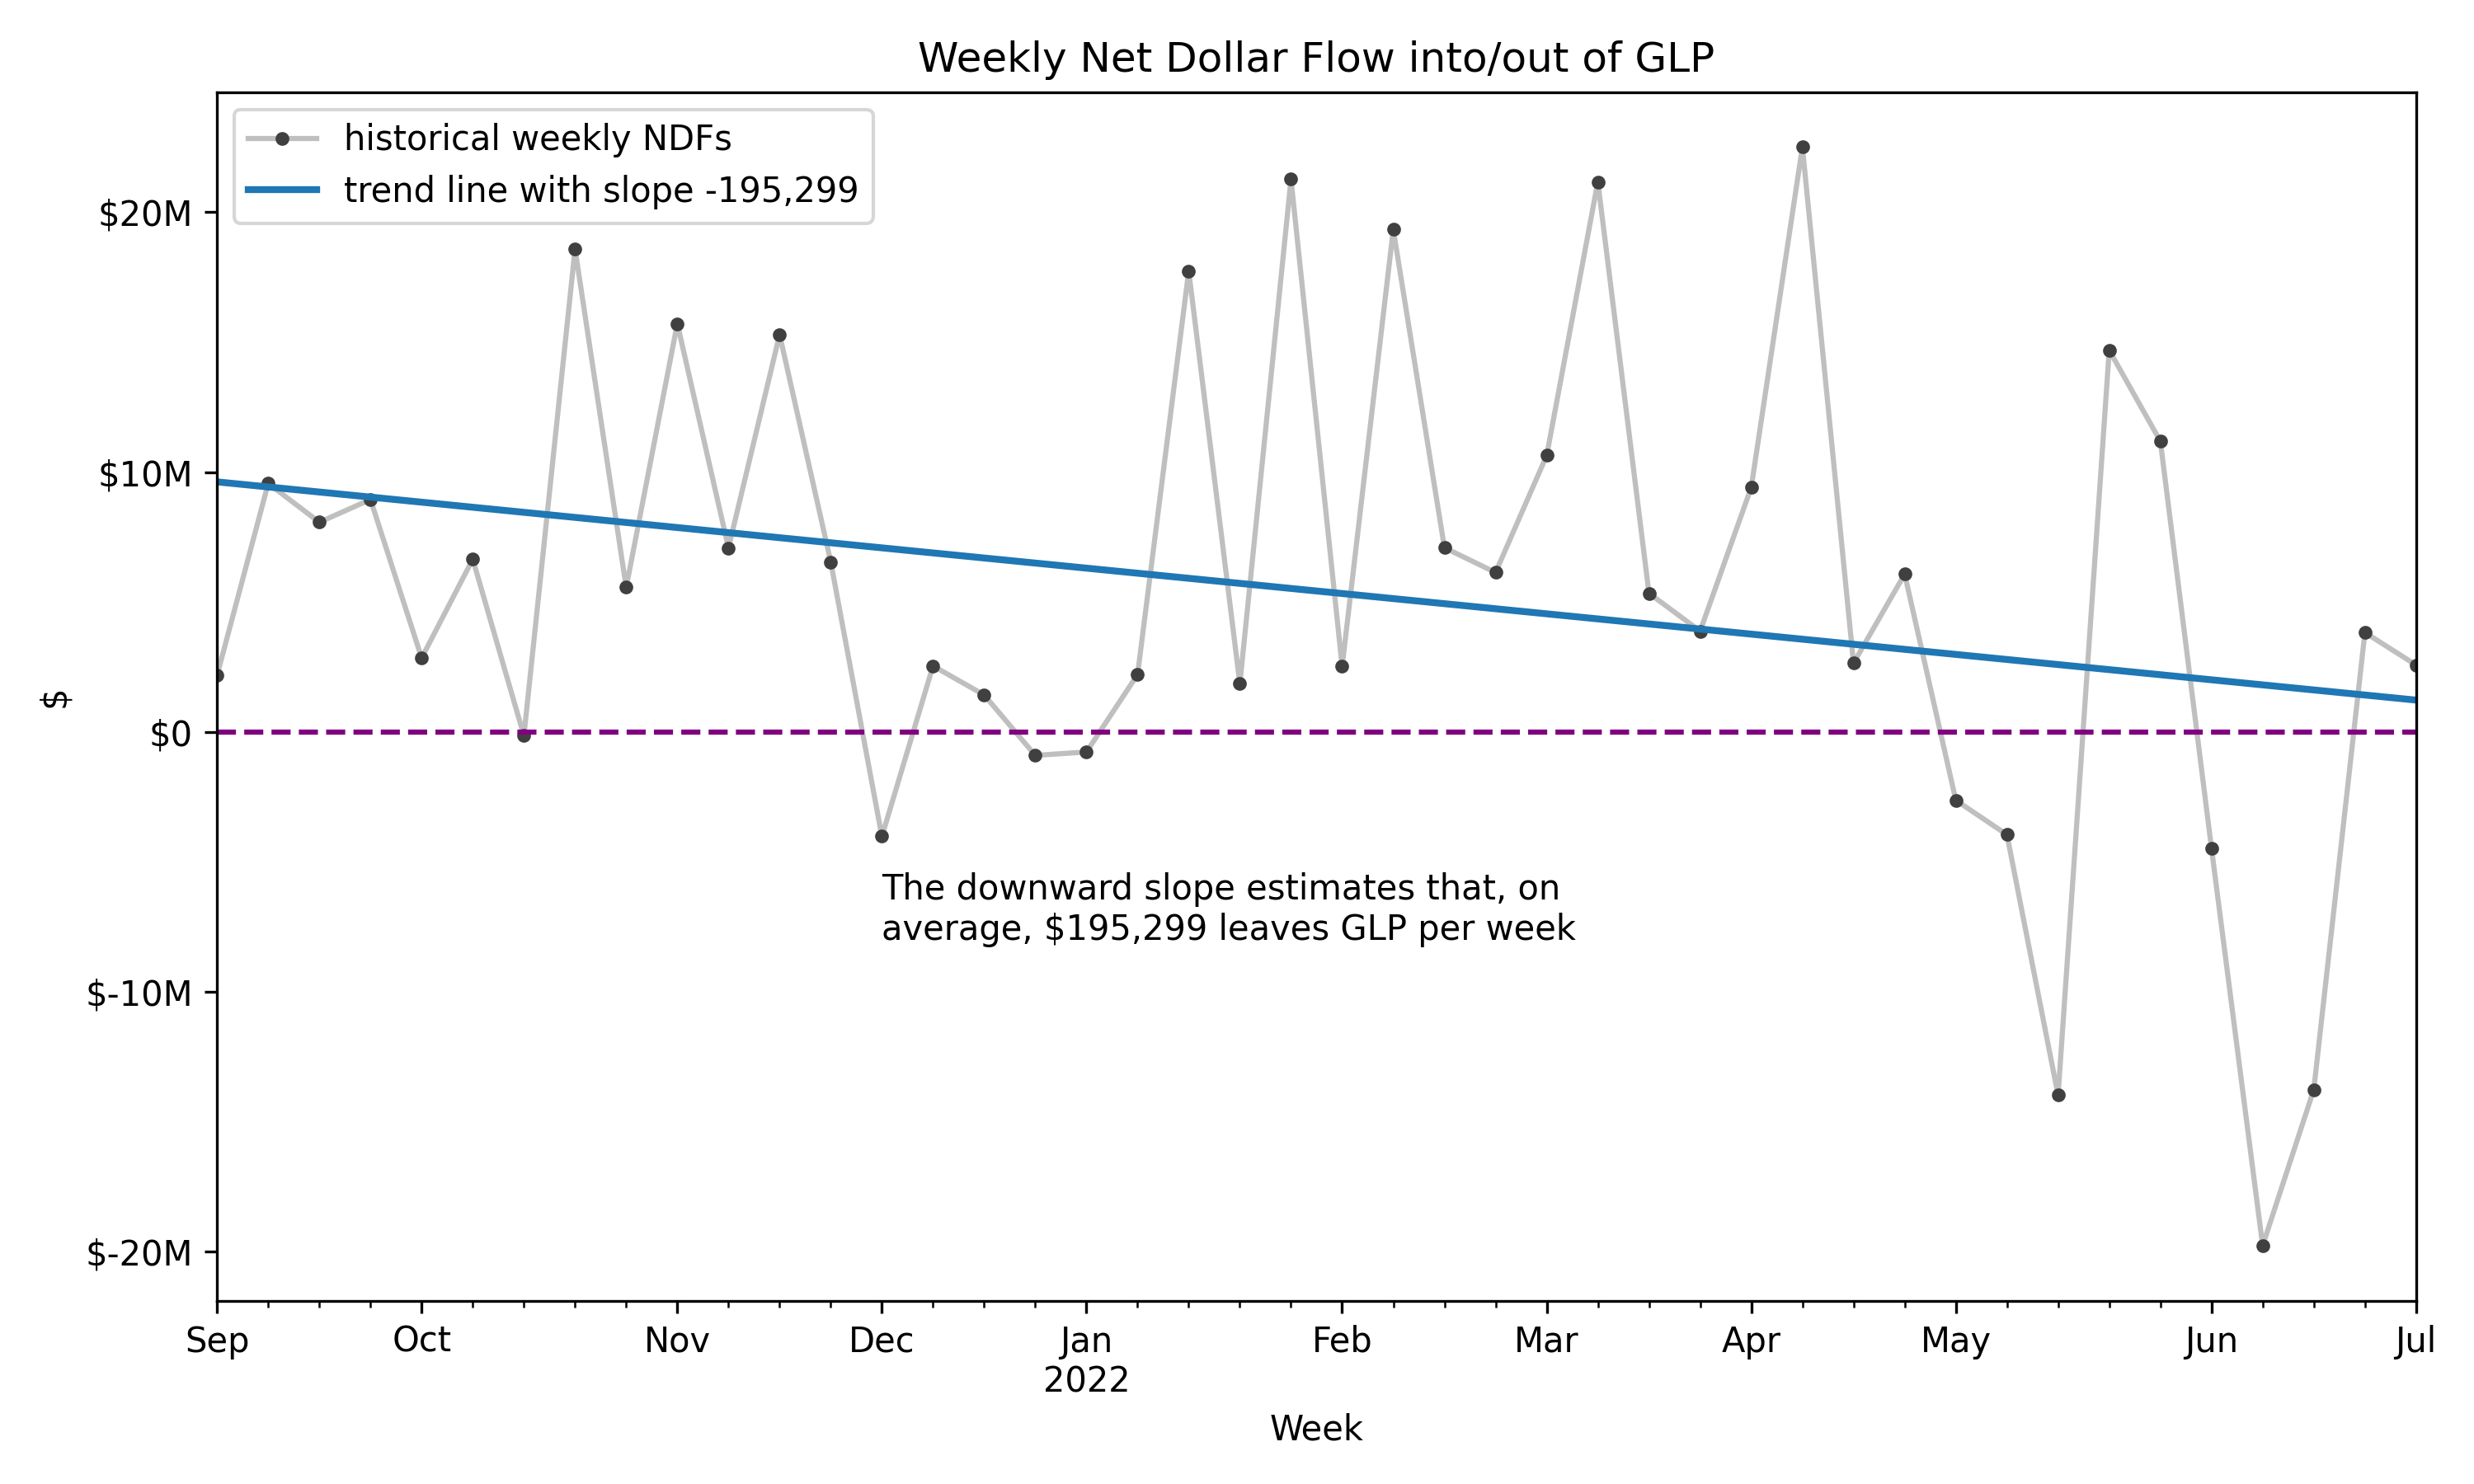 Weekly Net Dollar Flow into/out of GLP
historical weekly NDFs
trend line with slope -195,299
$20M
$10M
$0
$-10M
$-20M
$
The downward slope estimates that, on
average, $195,299 leaves GLP per week
Sep Oct Nov Dec Jan Feb Mar Apr May Jun Jul
2022
Week